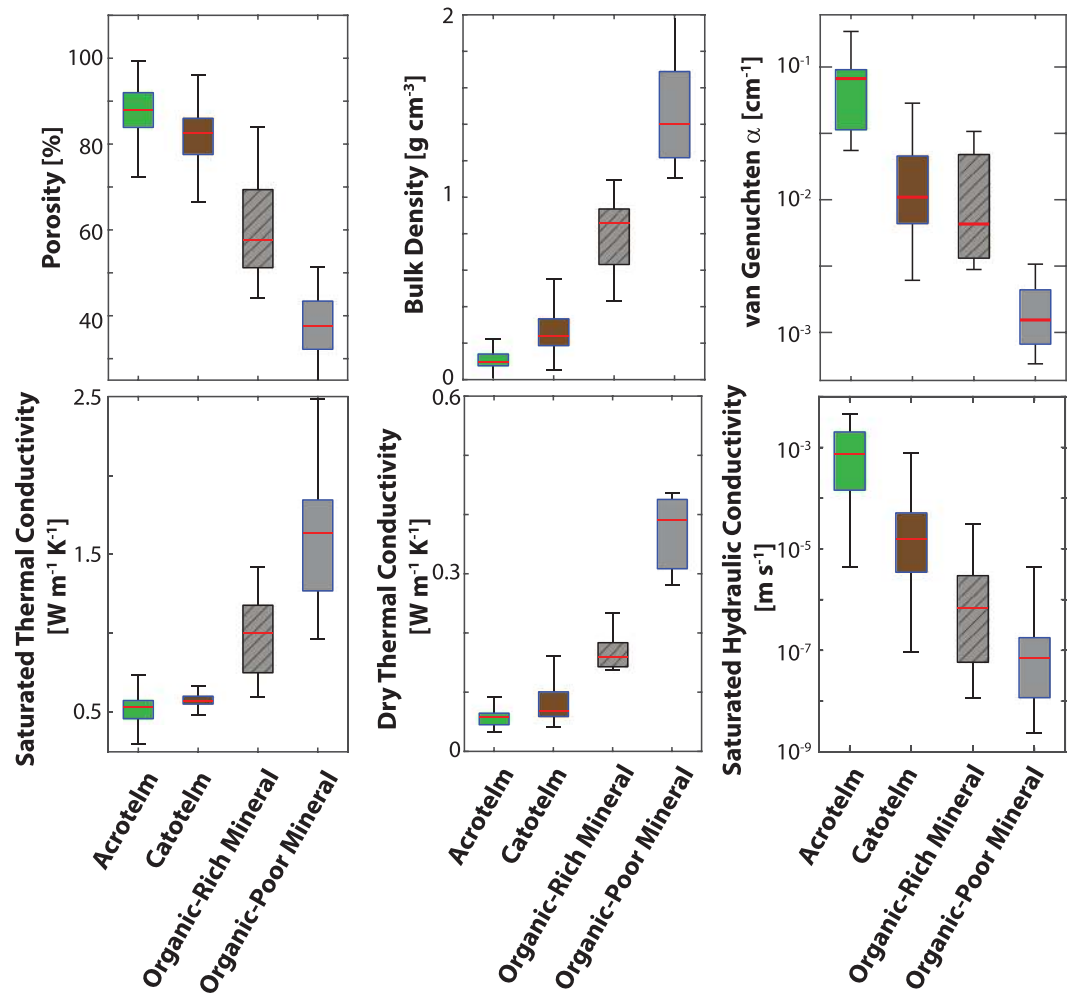 Porosity [%]
100
80
60
40
Bulk Density [g cm-3]
2
1
0
van Genuchten α [cm-1]
10-1
10-2
10-3
Saturated Thermal Conductivity
[W m-1 K-1]
2.5
1.5
0.5
Dry Thermal Conductivity
[W m-1 K-1]
0.6
0.3
0
Saturated Hydraulic Conductivity
[m s-1]
10-3
10-5
10-7
10-9
Acrotelm
Catotelm
Organic-Rich Mineral
Organic-Poor Mineral
Acrotelm
Catotelm
Organic-Rich Mineral
Organic-Poor Mineral
Acrotelm
Catotelm
Organic-Rich Mineral
Organic-Poor Mineral